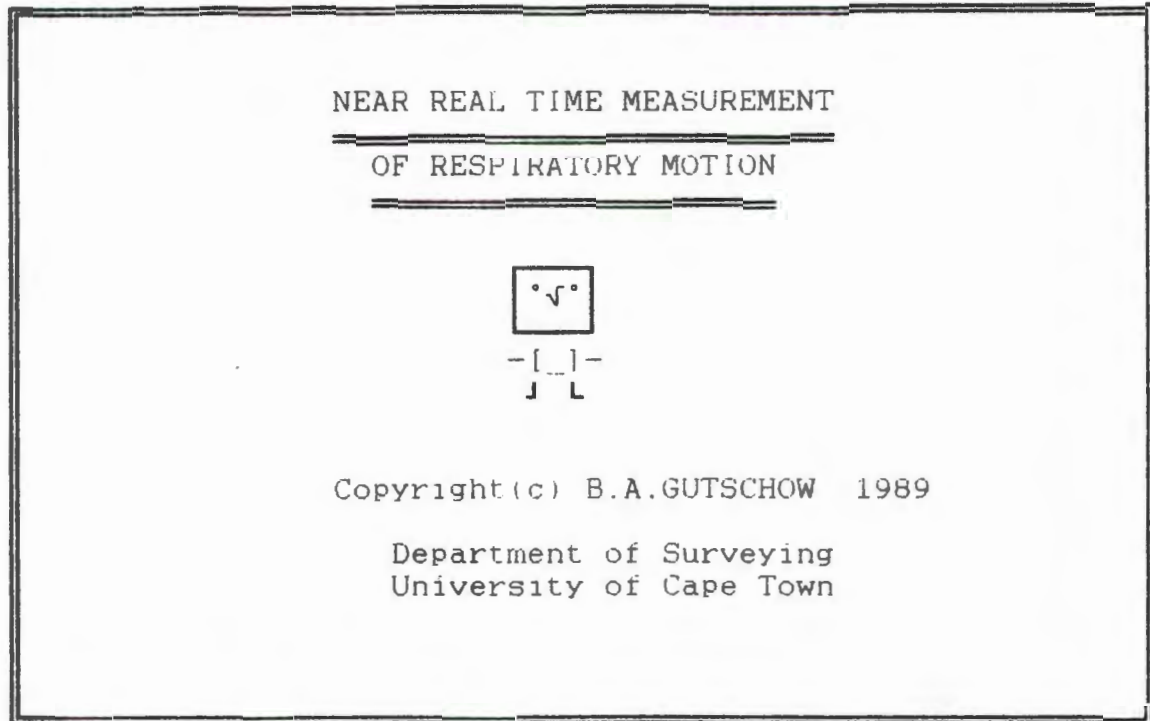 NEAR REAL TIME MEASUREMENT
OF RESPIRATORY MOTION
°√°
-[_]-
┘ └
Copyright(c) B.A.GUTSCHOW 1989
Department of Surveying
University of Cape Town